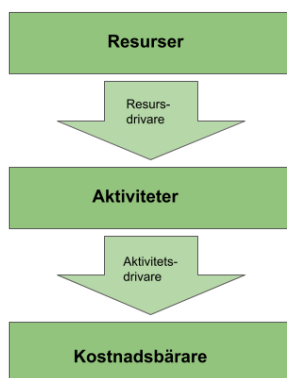 Resurser
Resurs-
drivare
Aktiviteter
Aktivitets-
drivare
Kostnadsbärare